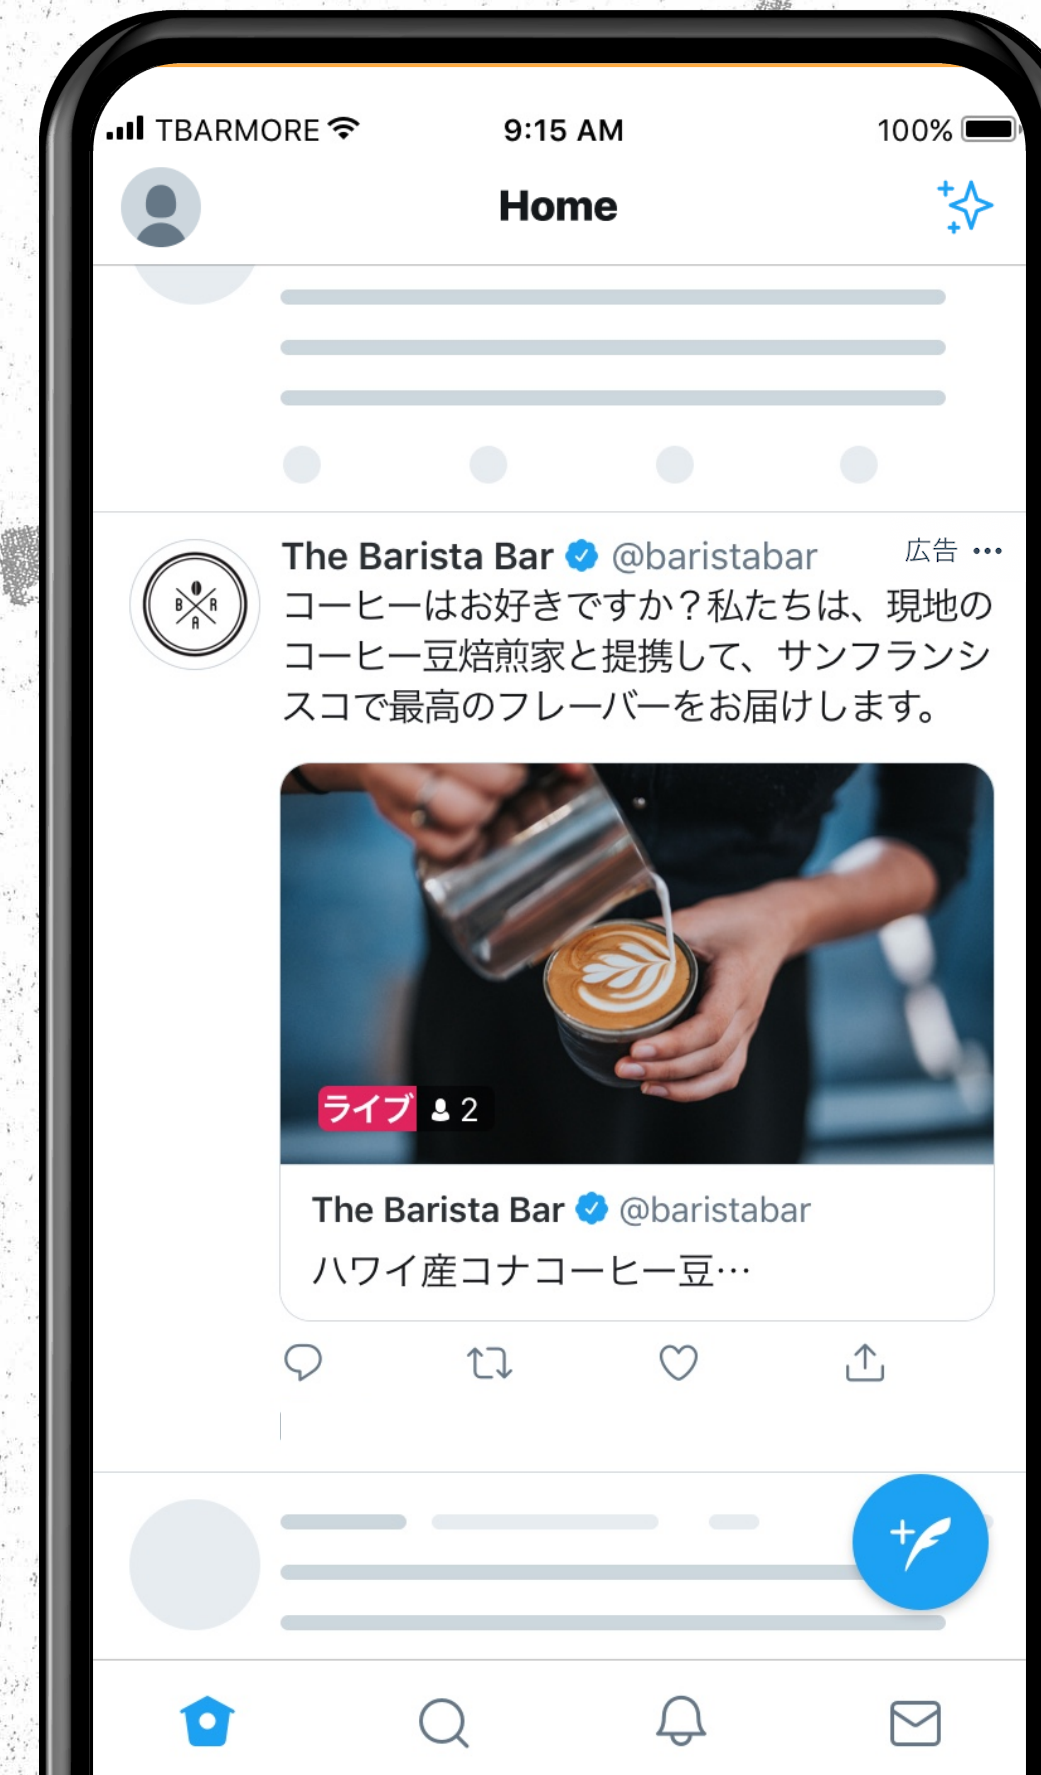 TBARMORE 9:15 AM 100%
Home
The Barista Bar @baristabar 広告
B R
A
コーヒーはお好きですか？私たちは、現地の
コーヒー豆焙煎家と提携して、サンフランシ
スコで最高のフレーバーをお届けします。
ライブ 2
The Barista Bar @baristabar
ハワイ産コナコーヒー豆…